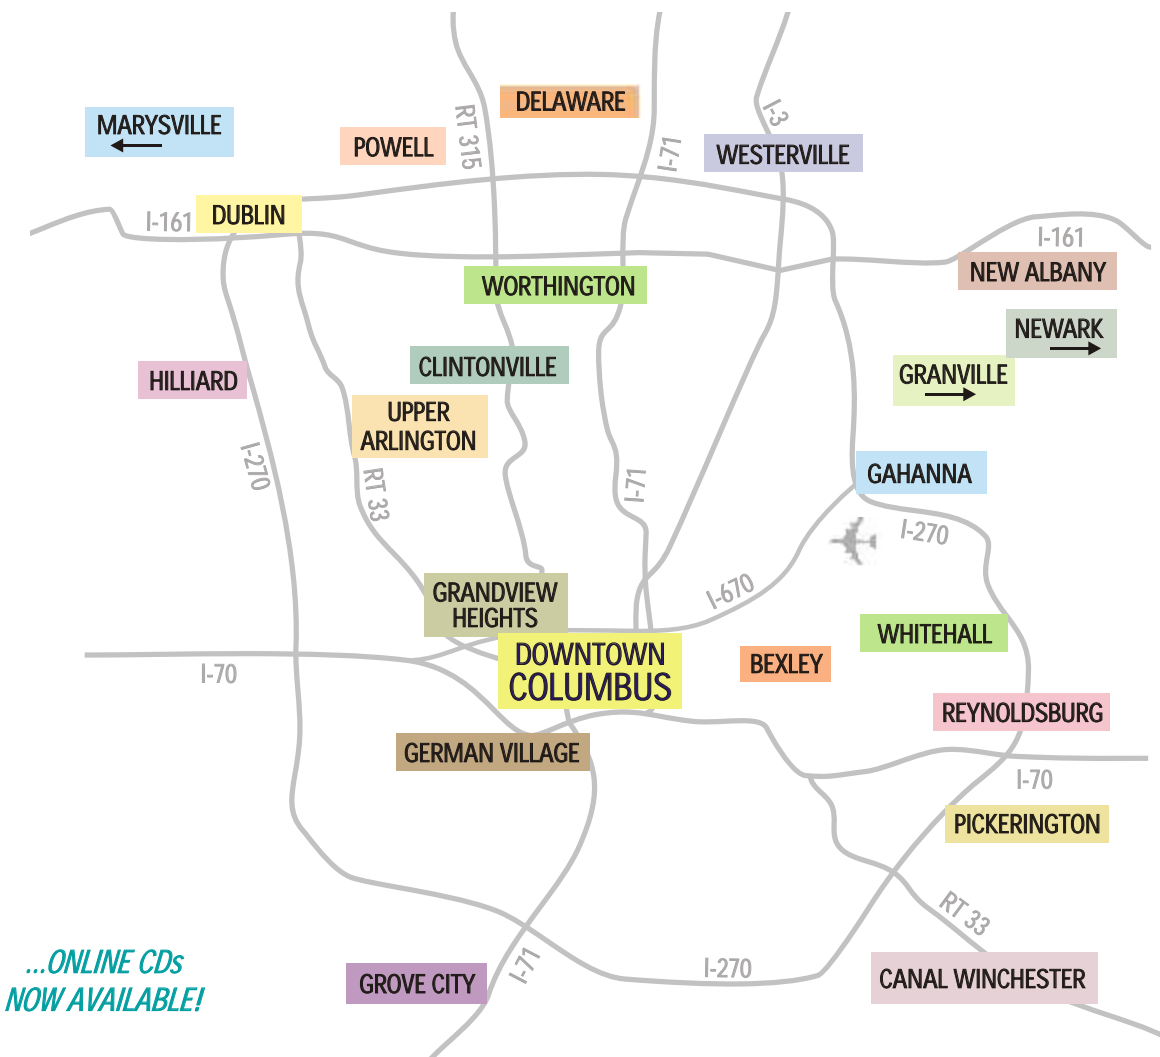 DELAWARE
I-3
RT 315
MARYSVILLE
POWELL
I-71
WESTERVILLE
DUBLIN
I-161
I-161
NEW ALBANY
WORTHINGTON
NEWARK
CLINTONVILLE
HILLIARD
GRANVILLE
UPPER
ARLINGTON
I-270
RT 33
I-71
GAHANNA
I-270
GRANDVIEW
HEIGHTS
I-670
WHITEHALL
DOWNTOWN
COLUMBUS
BEXLEY
I-70
REYNOLDSBURG
GERMAN VILLAGE
I-70
PICKERINGTON
RT 33
...ONLINE CDs
NOW AVAILABLE!
GROVE CITY
I-71
I-270
CANAL WINCHESTER